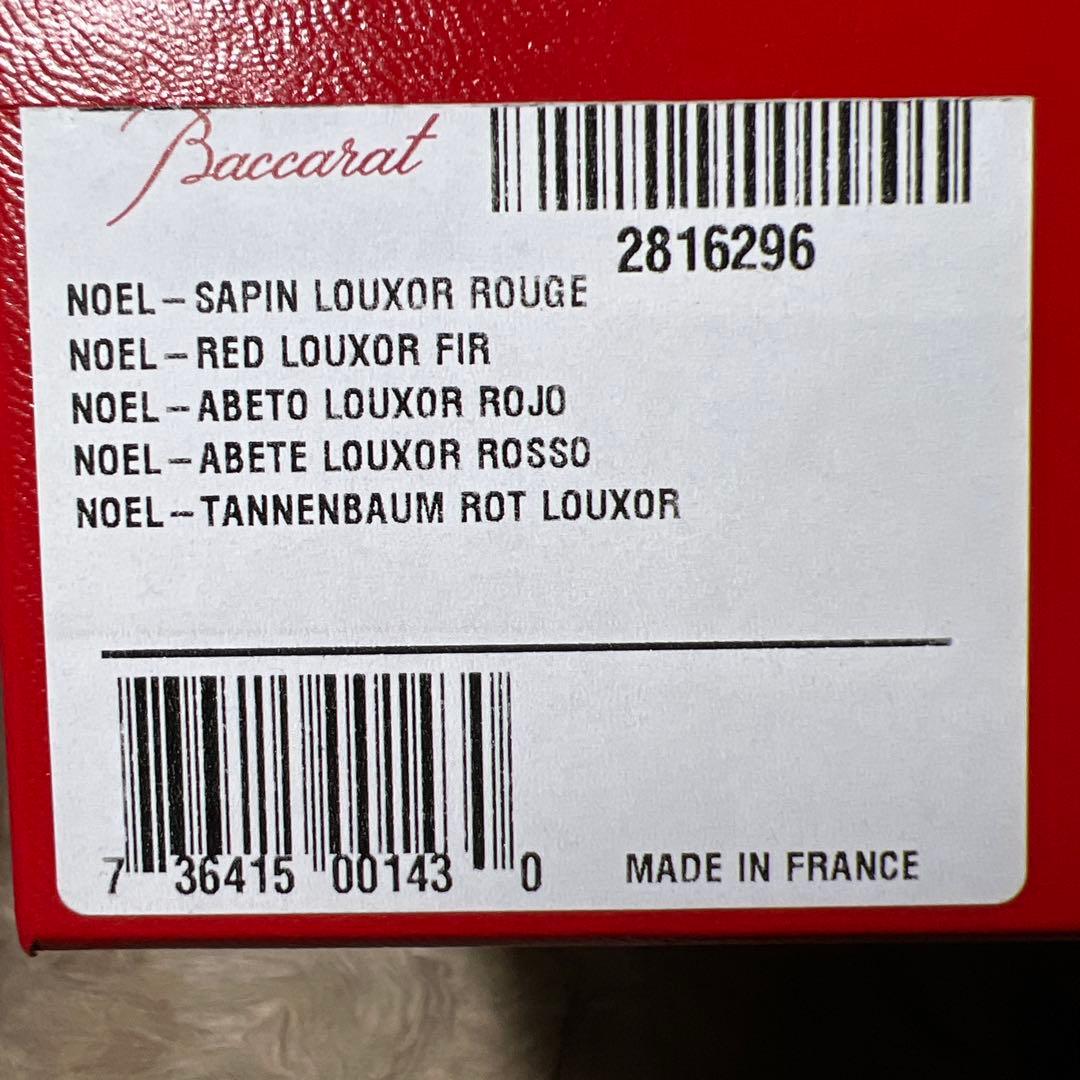 Baccarat
2816296
NOEL-SAPIN LOUXOR ROUGE
NOEL-RED LOUXOR FIR
NOEL-ABETO LOUXOR ROJO
NOEL-ABETE LOUXOR ROSSO
NOEL-TANNENBAUM ROT LOUXOR
7 36415 00143 0
MADE IN FRANCE